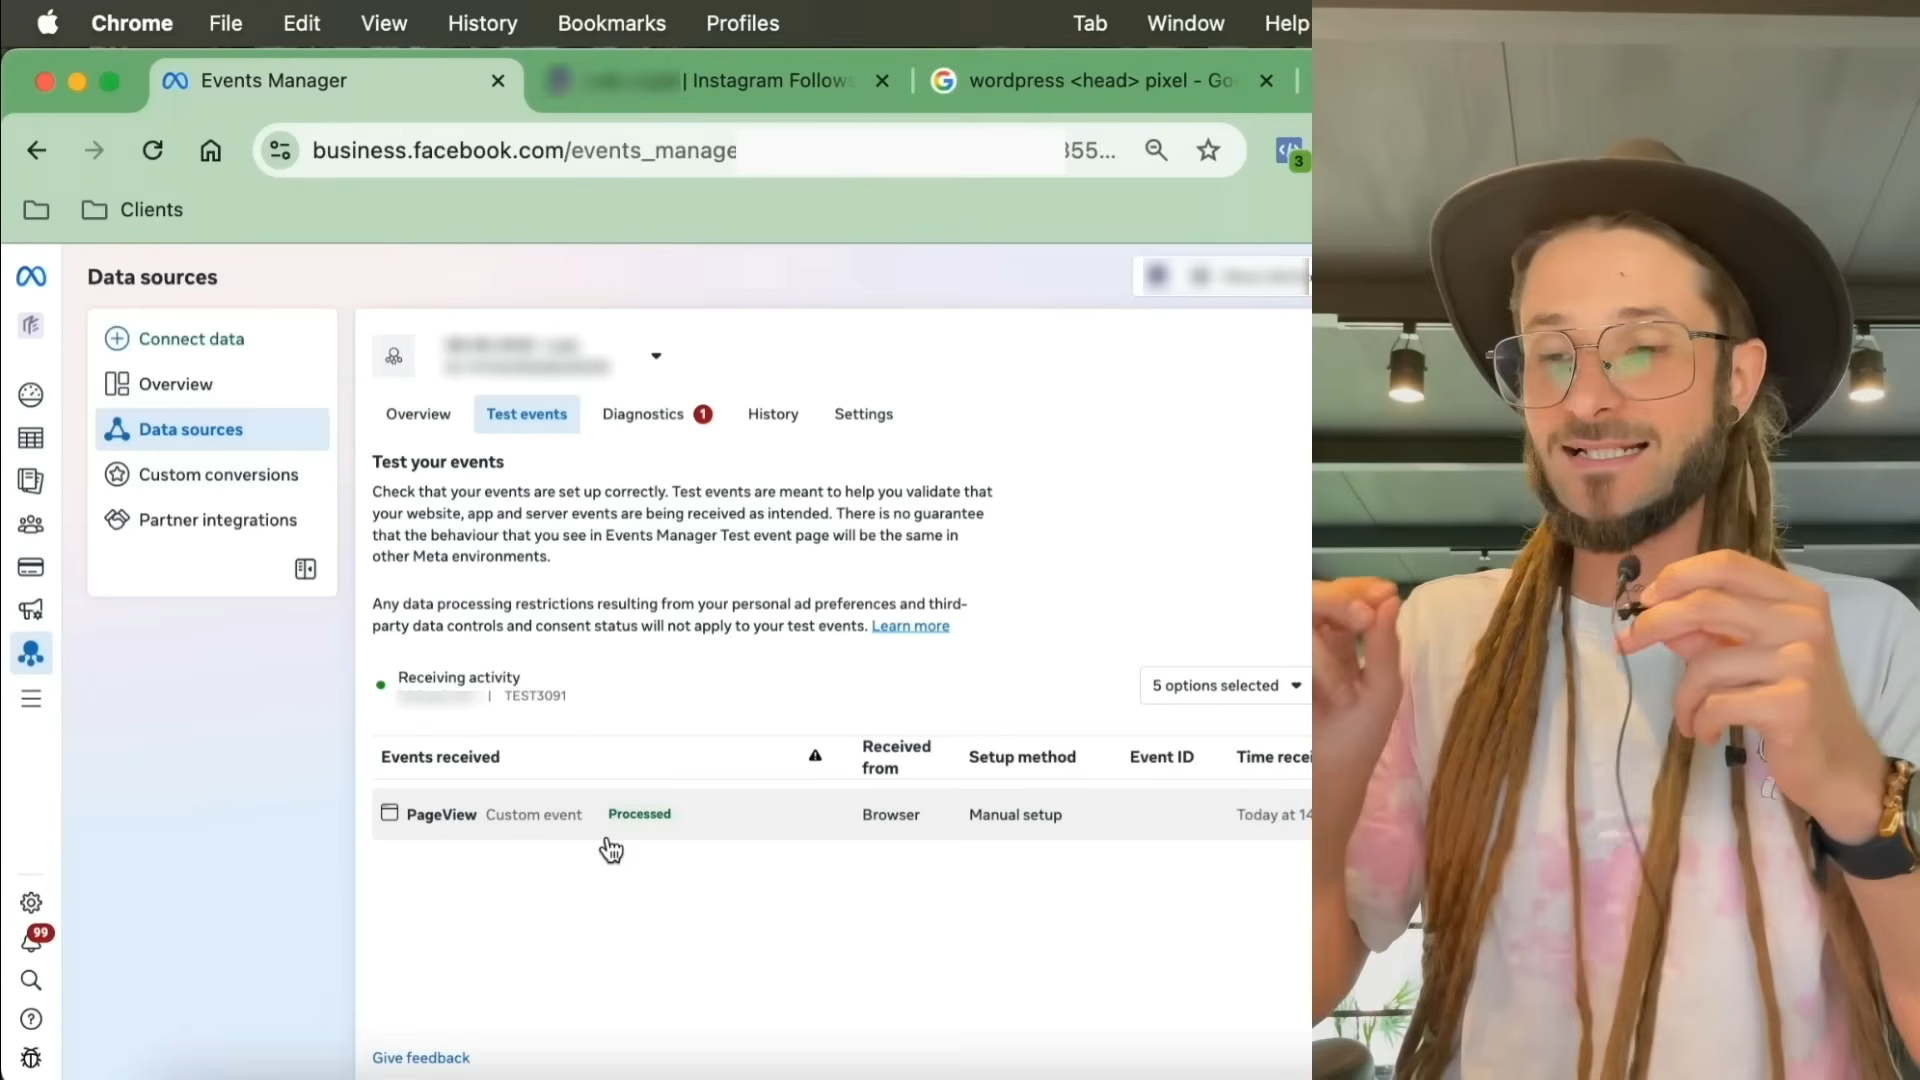 Chrome File Edit View History Bookmarks Profiles Tab Window Help
Events Manager
| Instagram Follow
wordpress <head> pixel - Go
business.facebook.com/events_manage
355...
3
Clients
Data sources
Connect data
Overview
Data sources
Custom conversions
Partner integrations
Overview Test events Diagnostics 1 History Settings
Test your events
Check that your events are set up correctly. Test events are meant to help you validate that
your website, app and server events are being received as intended. There is no guarantee
that the behaviour that you see in Events Manager Test event page will be the same in
other Meta environments.
Any data processing restrictions resulting from your personal ad preferences and third-
party data controls and consent status will not apply to your test events. Learn more
Receiving activity
| TEST3091
5 options selected
Events received
Received
from
Setup method
Event ID
Time recei
PageView Custom event Processed Browser Manual setup Today at 14
99
Give feedback